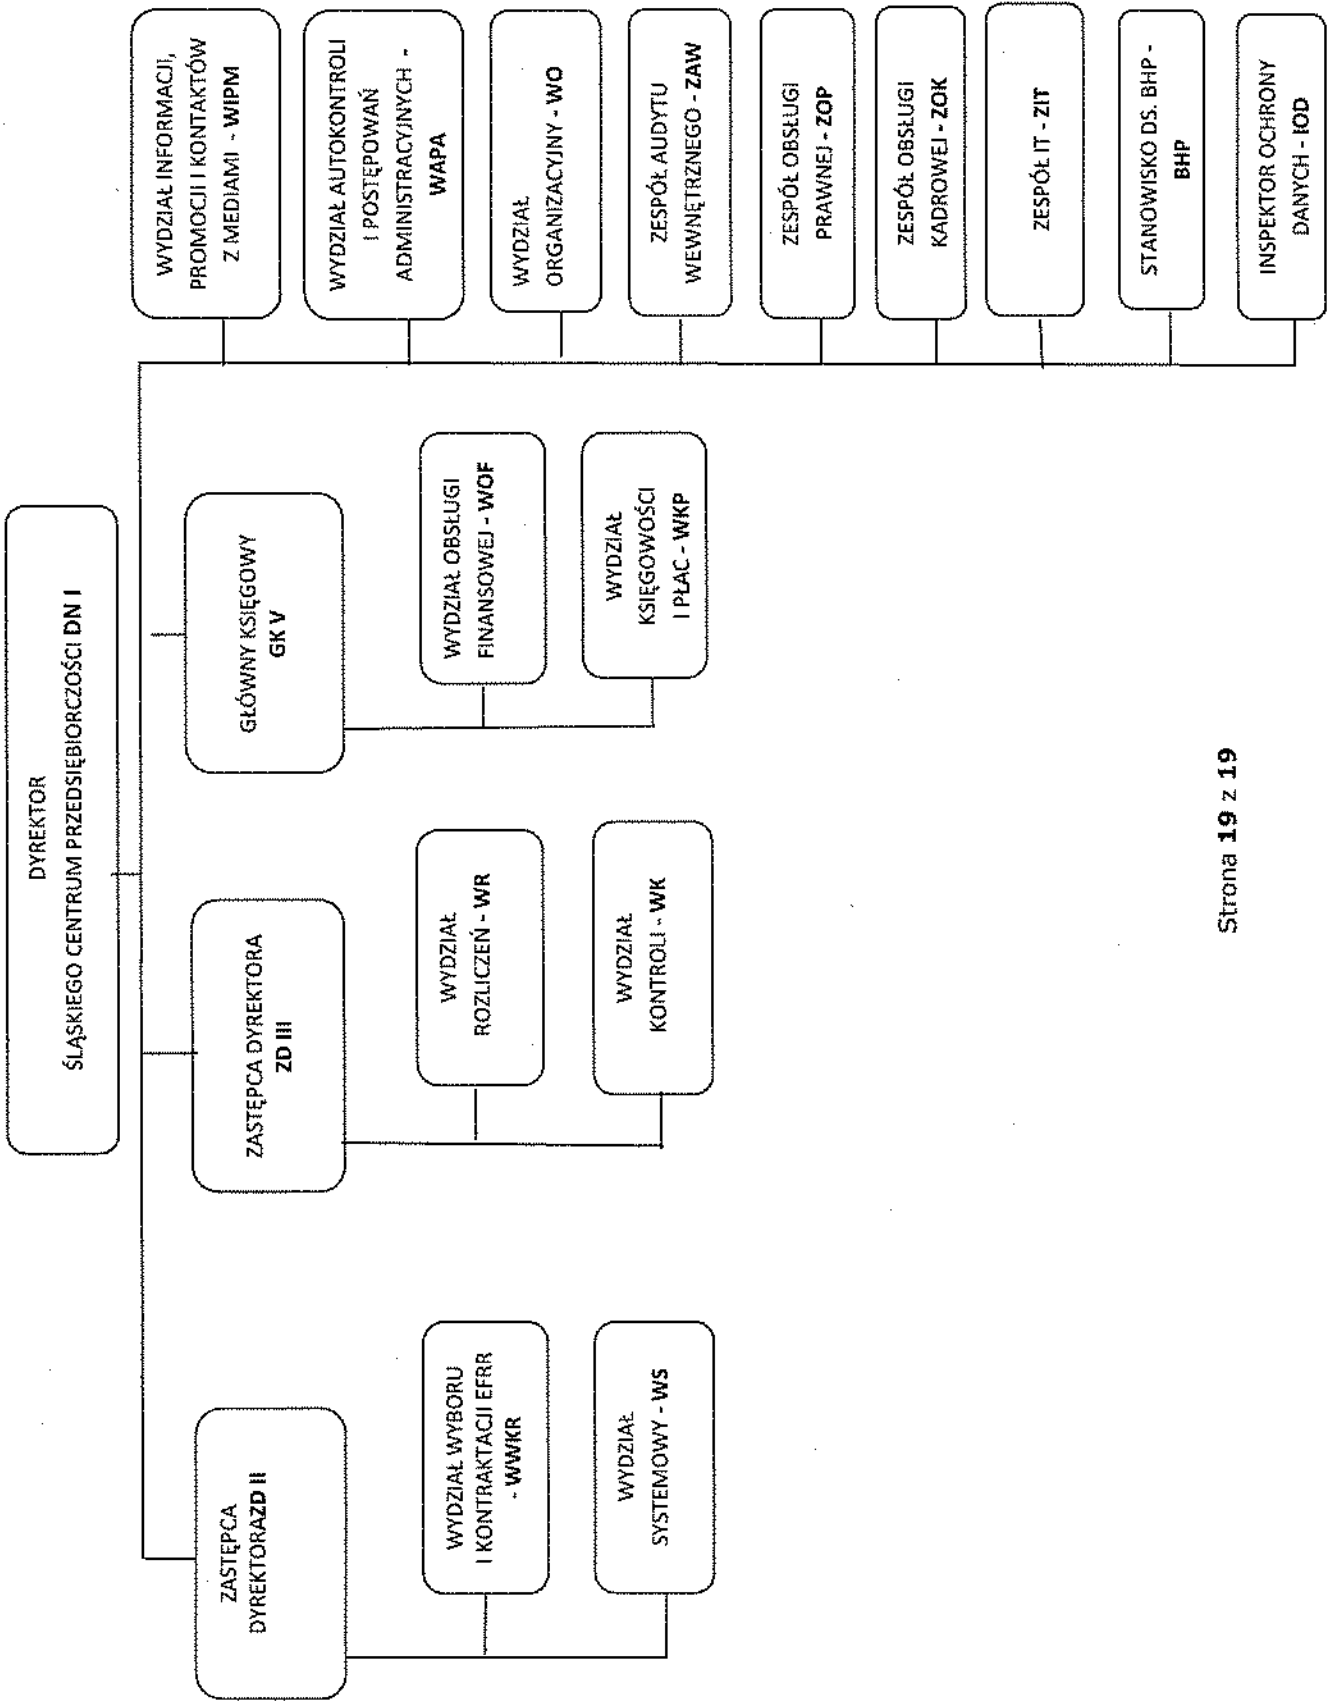 DYREKTOR
ŚLĄSKIEGO CENTRUM PRZEDSIĘBIORCZOŚCI DN I
ZASTĘPCA
DYREKTORAZD II
WYDZIAŁ WYBORU
I KONTRAKTACJI EFRR
- WWKR
WYDZIAŁ
SYSTEMOWY - WS
ZASTĘPCA DYREKTORA
ZD III
WYDZIAŁ
ROZLICZEŃ - WR
WYDZIAŁ
KONTROLI - WK
GŁÓWNY KSIĘGOWY
GK V
WYDZIAŁ OBSŁUGI
FINANSOWEJ - WOF
WYDZIAŁ
KSIĘGOWOŚCI
I PŁAC - WKP
WYDZIAŁ INFORMACJI,
PROMOCJI I KONTAKTÓW
Z MEDIAMI - WIPM
WYDZIAŁ AUTOKONTROLI
I POSTĘPOWAŃ
ADMINISTRACYJNYCH -
WAPA
WYDZIAŁ
ORGANIZACYJNY - WO
ZESPÓŁ AUDYTU
WEWNĘTRZNEGO - ZAW
ZESPÓŁ OBSŁUGI
PRAWNEJ - ZOP
ZESPÓŁ OBSŁUGI
KADROWEJ - ZOK
ZESPÓŁ IT - ZIT
STANOWISKO DS. BHP -
BHP
INSPEKTOR OCHRONY
DANYCH - IOD
Strona 19 z 19